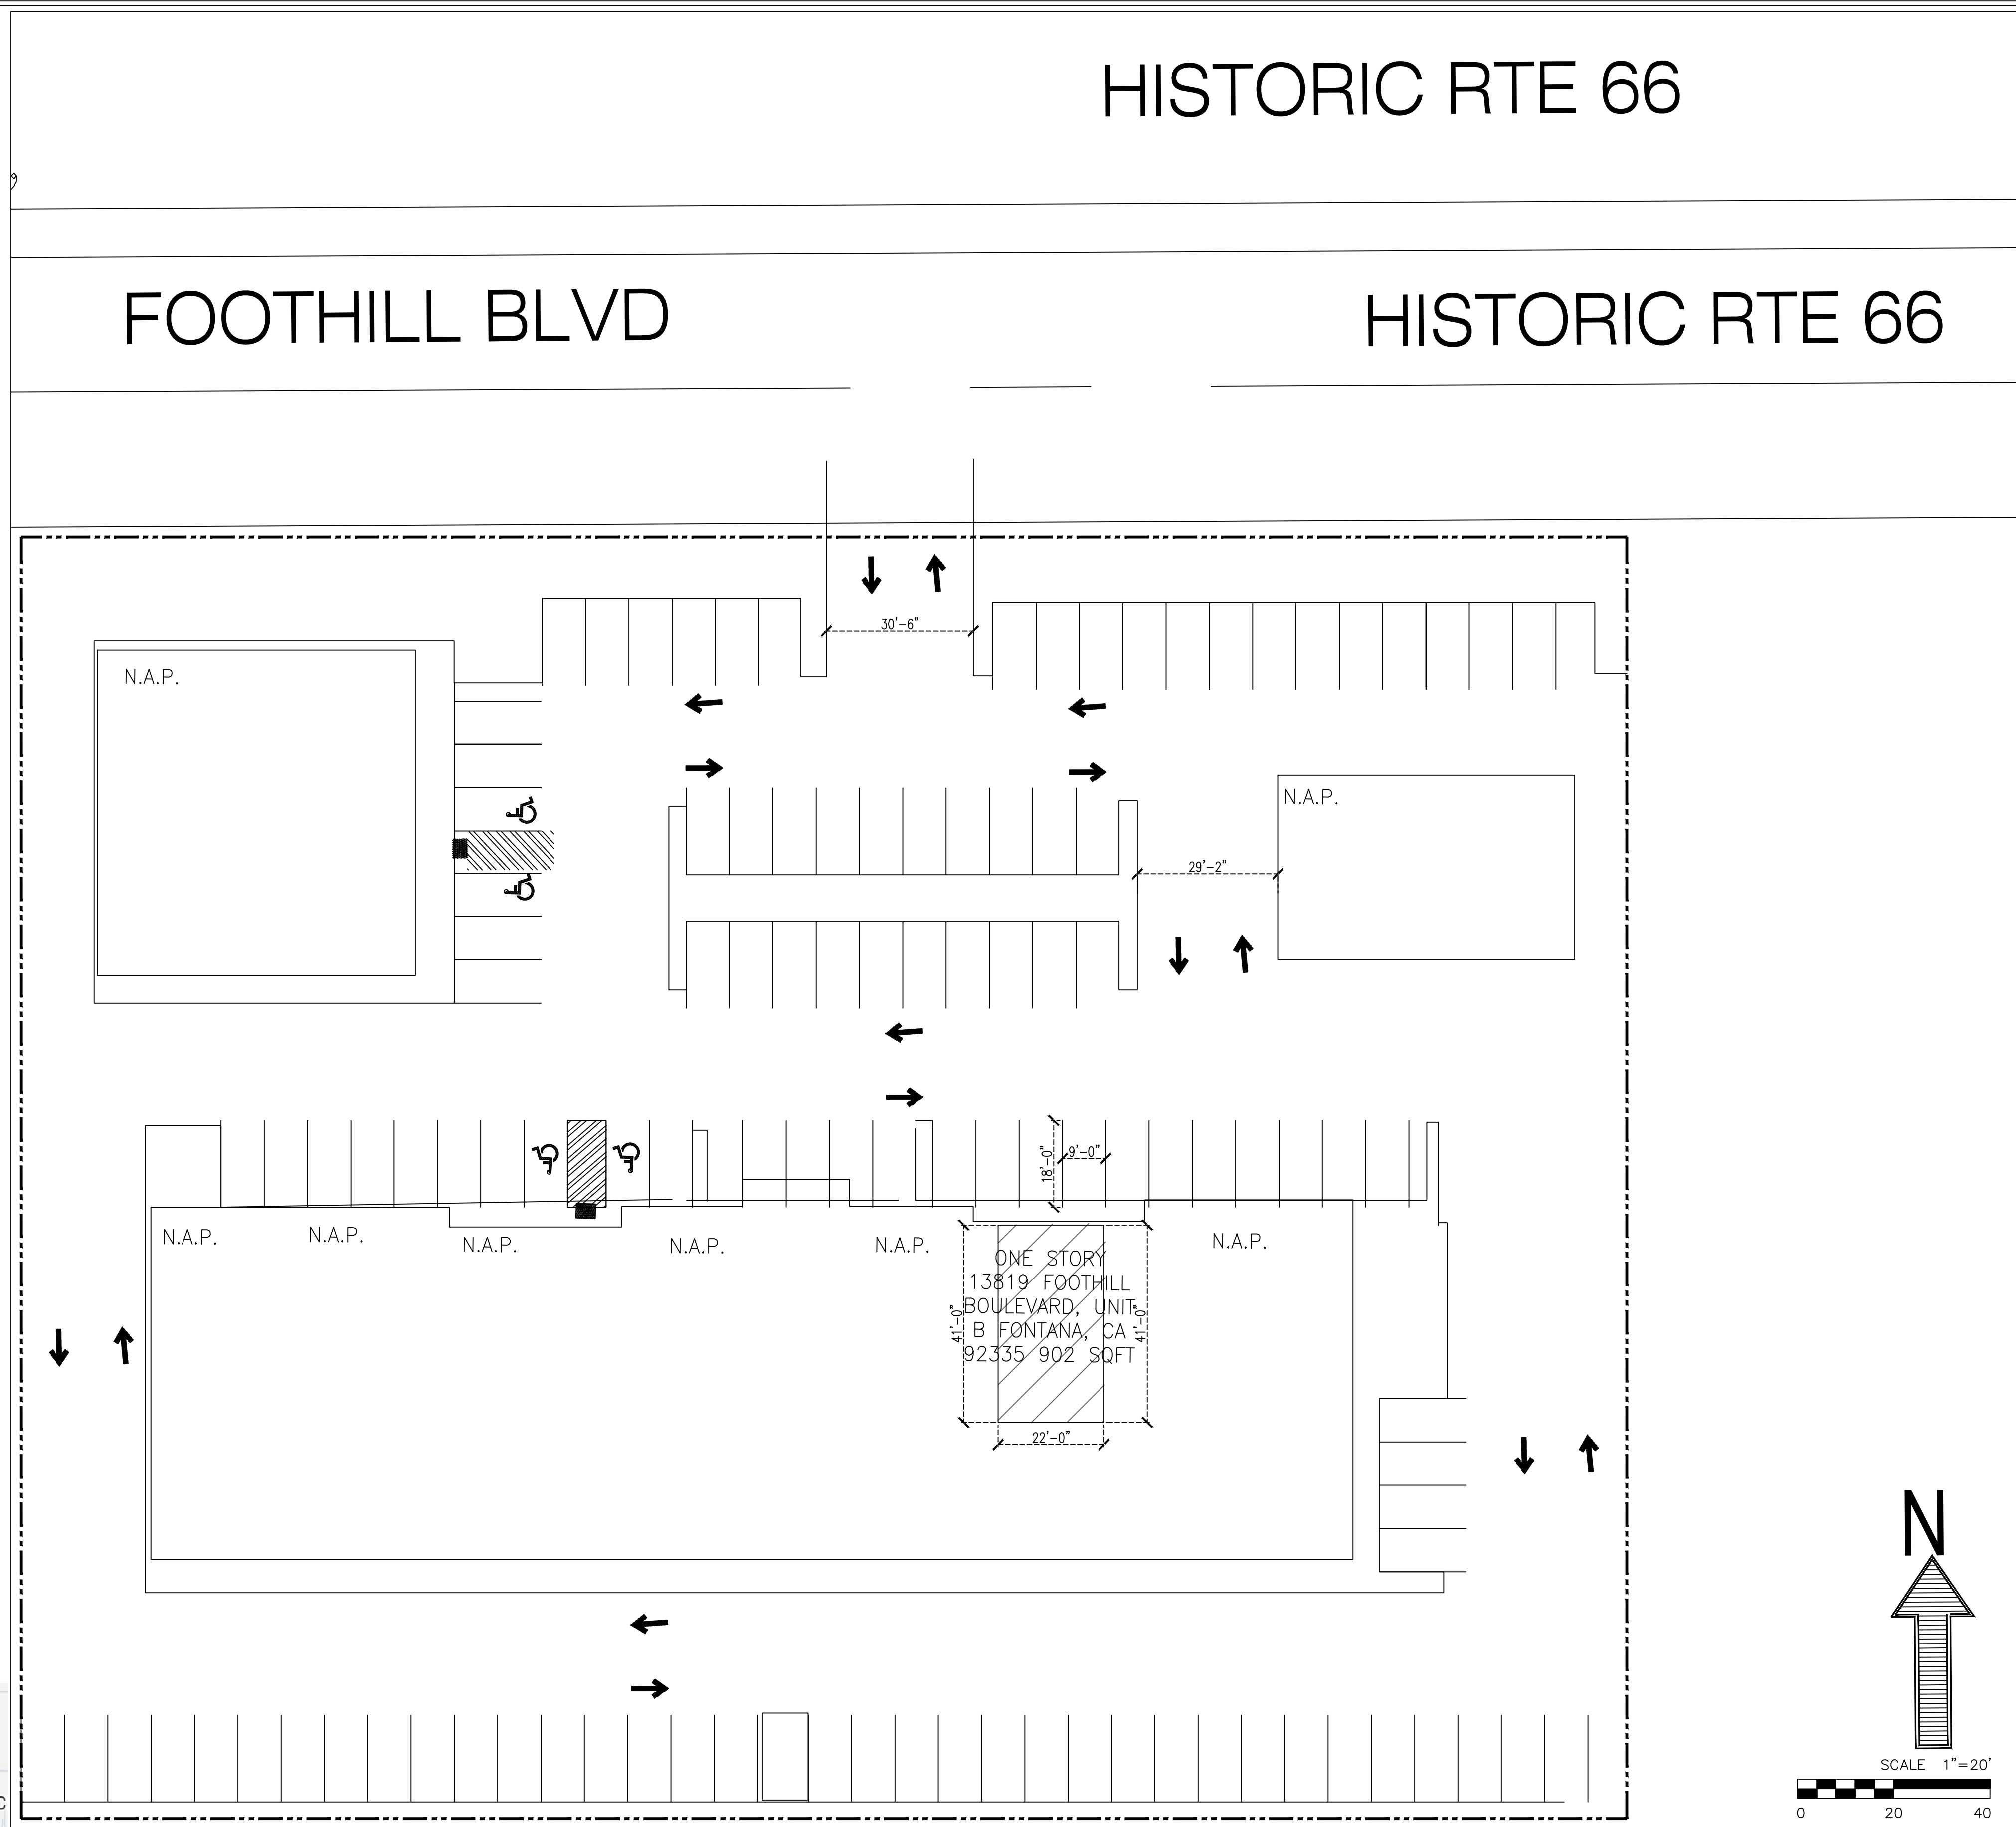 HISTORIC RTE 66
FOOTHILL BLVD
HISTORIC RTE 66
30'-6"
N.A.P.
N.A.P.
29'-2"
18'-0"
9'-0"
N.A.P.
N.A.P.
N.A.P.
N.A.P.
N.A.P.
N.A.P.
ONE STORY
13819 FOOTHILL
BOULEVARD, UNIT
B FONTANA, CA
92335 902 SQFT
41'-0"
41'-0"
22'-0"
N
SCALE 1"=20'
0 20 40